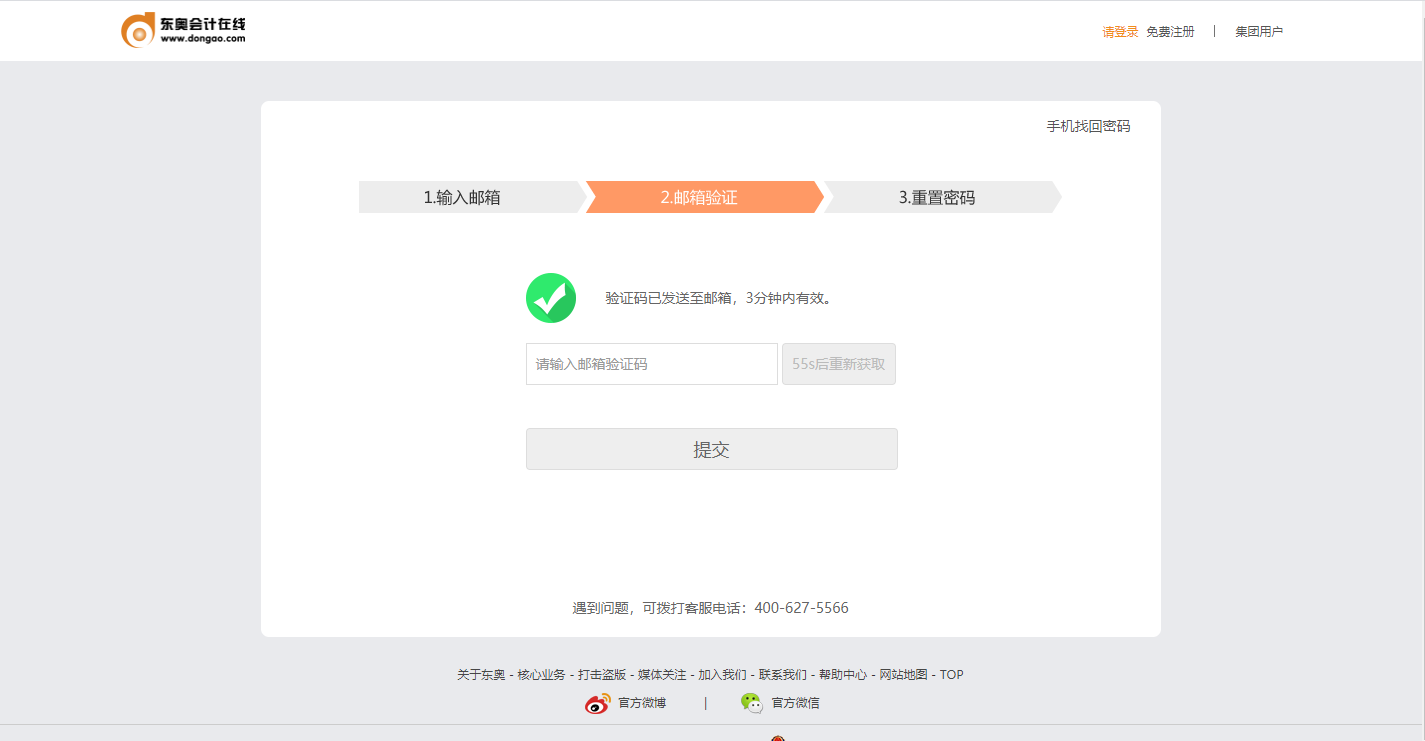 东奥会计在线
www.dongao.com
请登录 免费注册 | 集团用户
手机找回密码
1.输入邮箱 2.邮箱验证 3.重置密码
验证码已发送至邮箱，3分钟内有效。
请输入邮箱验证码 55s后重新获取
提交
遇到问题，可拨打客服电话：400-627-5566
关于东奥 - 核心业务 - 打击盗版 - 媒体关注 - 加入我们 - 联系我们 - 帮助中心 - 网站地图 - TOP
官方微博 | 官方微信